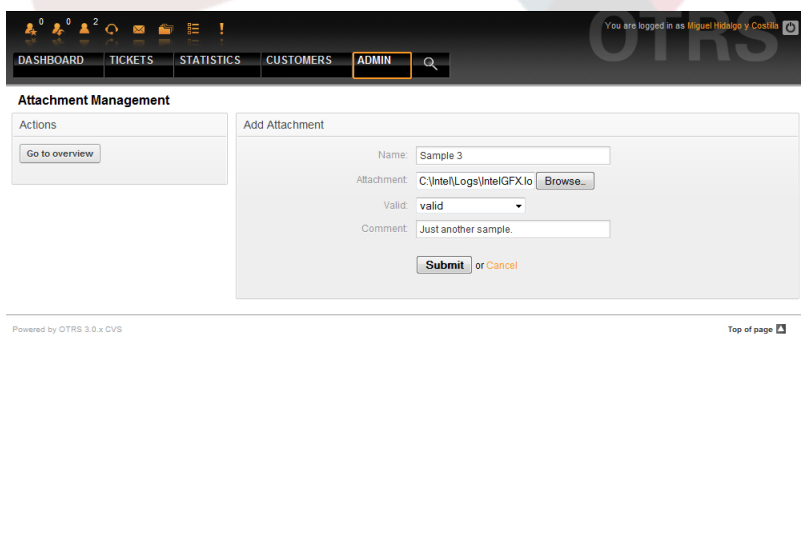 0 0 2
You are logged in as Miguel Hidalgo y Costilla
OTRS
DASHBOARD TICKETS STATISTICS CUSTOMERS ADMIN
Attachment Management
Actions
Go to overview
Add Attachment
Name: Sample 3
Attachment: C:\Intel\Logs\IntelGFX.lo Browse..
Valid: valid
Comment: Just another sample.
Submit or Cancel
Powered by OTRS 3.0.x CVS
Top of page